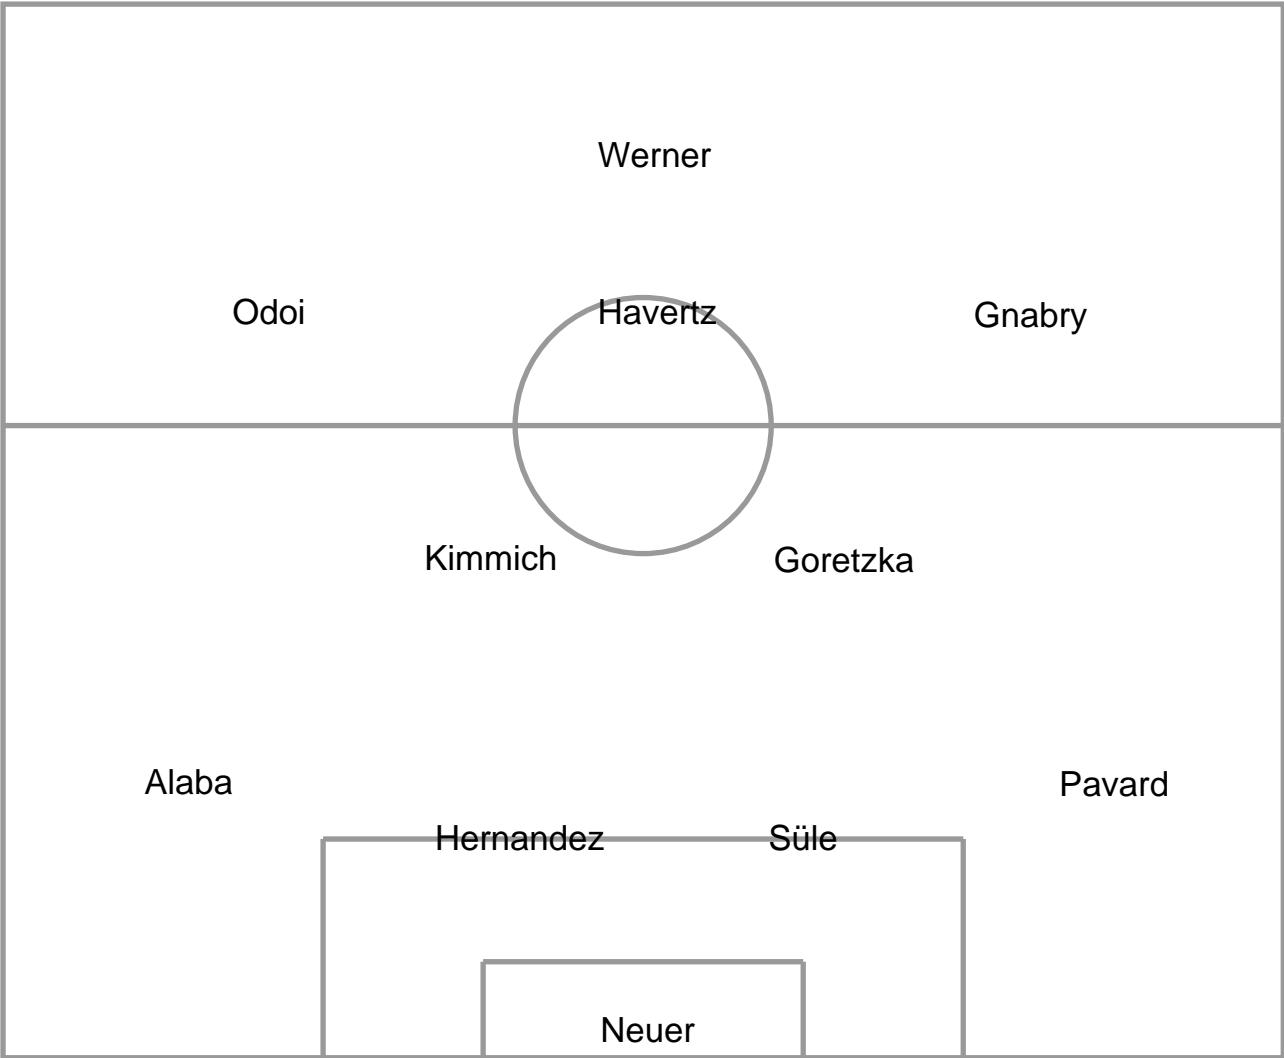 Werner
Odoi Havertz Gnabry
Kimmich Goretzka
Alaba Pavard
Hernandez Süle
Neuer